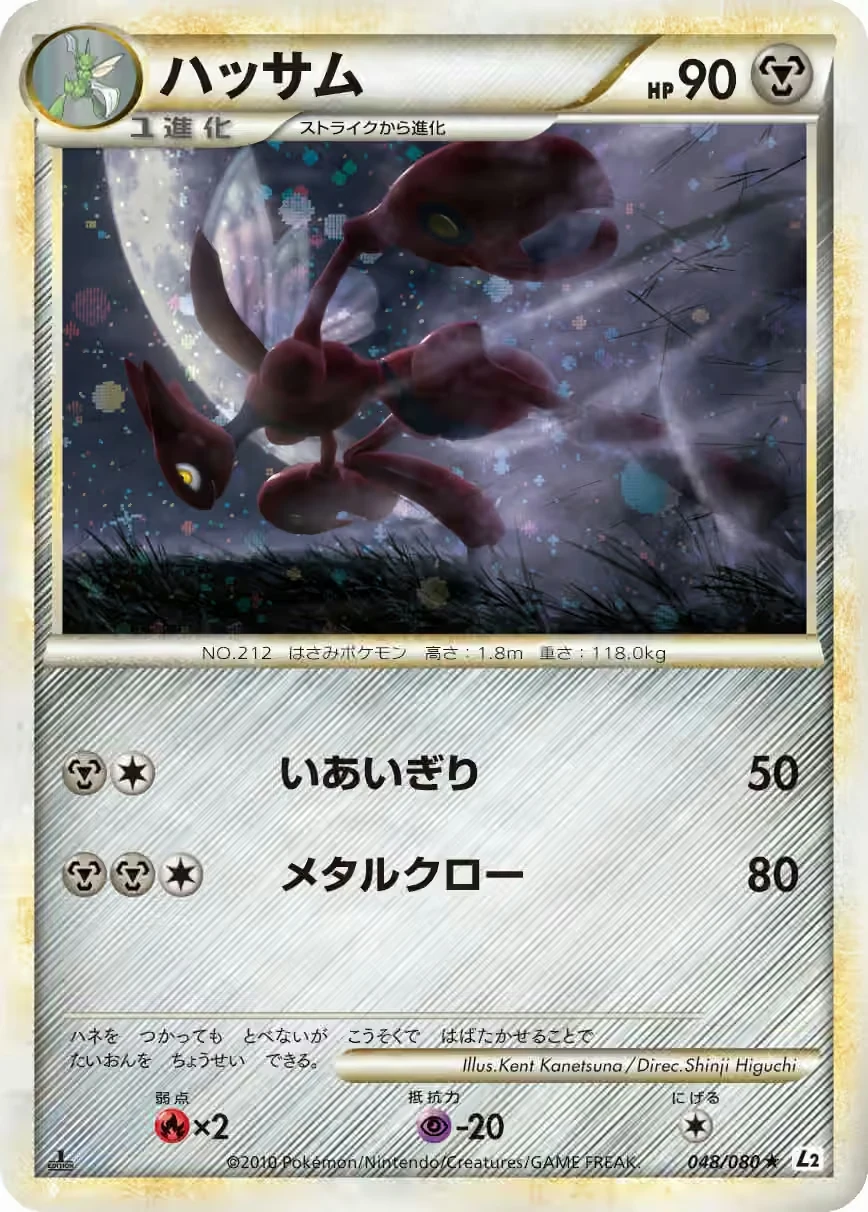 ハッサム
HP 90
1進化
ストライクから進化
NO.212 はさみポケモン 高さ:1.8m 重さ:118.0kg
いあいぎり 50
メタルクロー 80
ハネを つかっても とべないが こうそくで はばたかせることで
たいおんを ちょうせい できる。
Illus.Kent Kanetsuna/Direc.Shinji Higuchi
弱点 抵抗力 にげる
×2 -20
1 EDITION ©2010 Pokémon/Nintendo/Creatures/GAME FREAK. 048/080 ★ L2